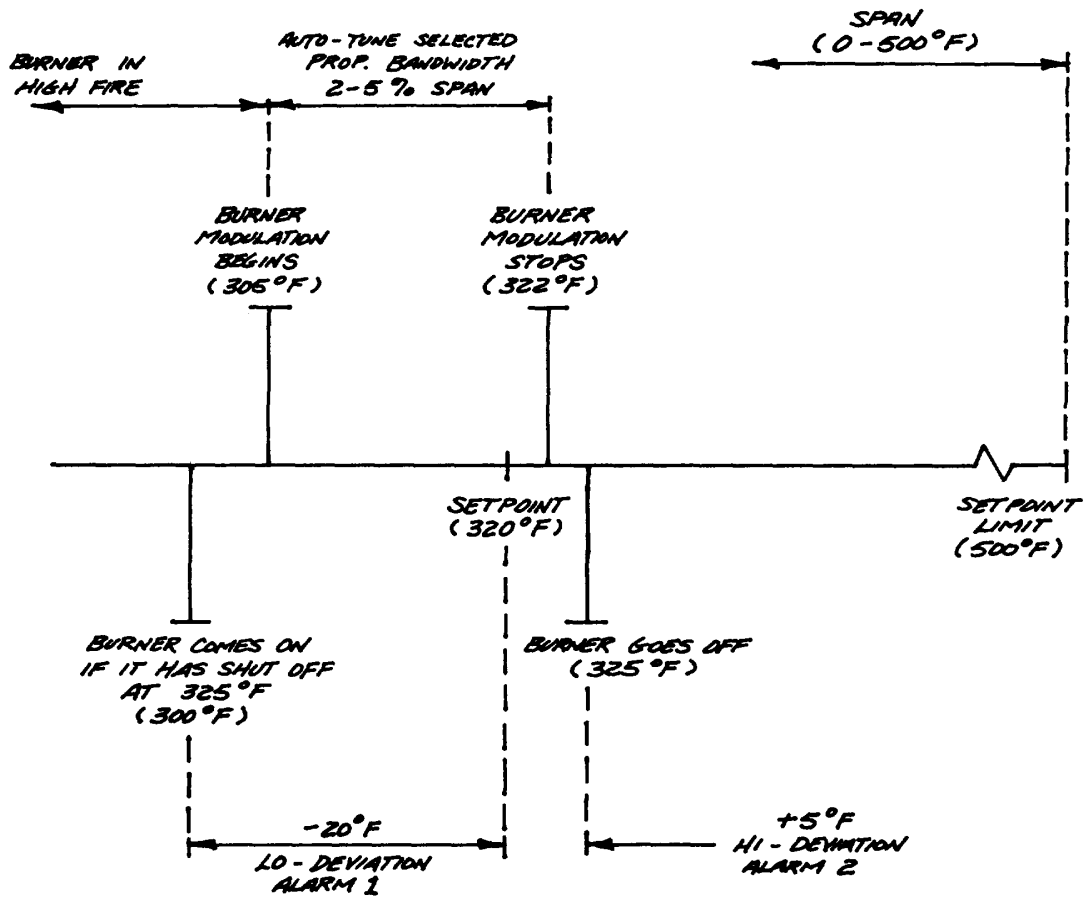 BURNER IN
HIGH FIRE
AUTO-TUNE SELECTED
PROP. BANDWIDTH
2-5% SPAN
SPAN
(0-500°F)
BURNER
MODULATION
BEGINS
(305°F)
BURNER
MODULATION
STOPS
(322°F)
SETPOINT
(320°F)
SETPOINT
LIMIT
(500°F)
BURNER COMES ON
IF IT HAS SHUT OFF
AT 325°F
(300°F)
BURNER GOES OFF
(325°F)
-20°F
LO-DEVIATION
ALARM 1
+5°F
HI-DEVIATION
ALARM 2